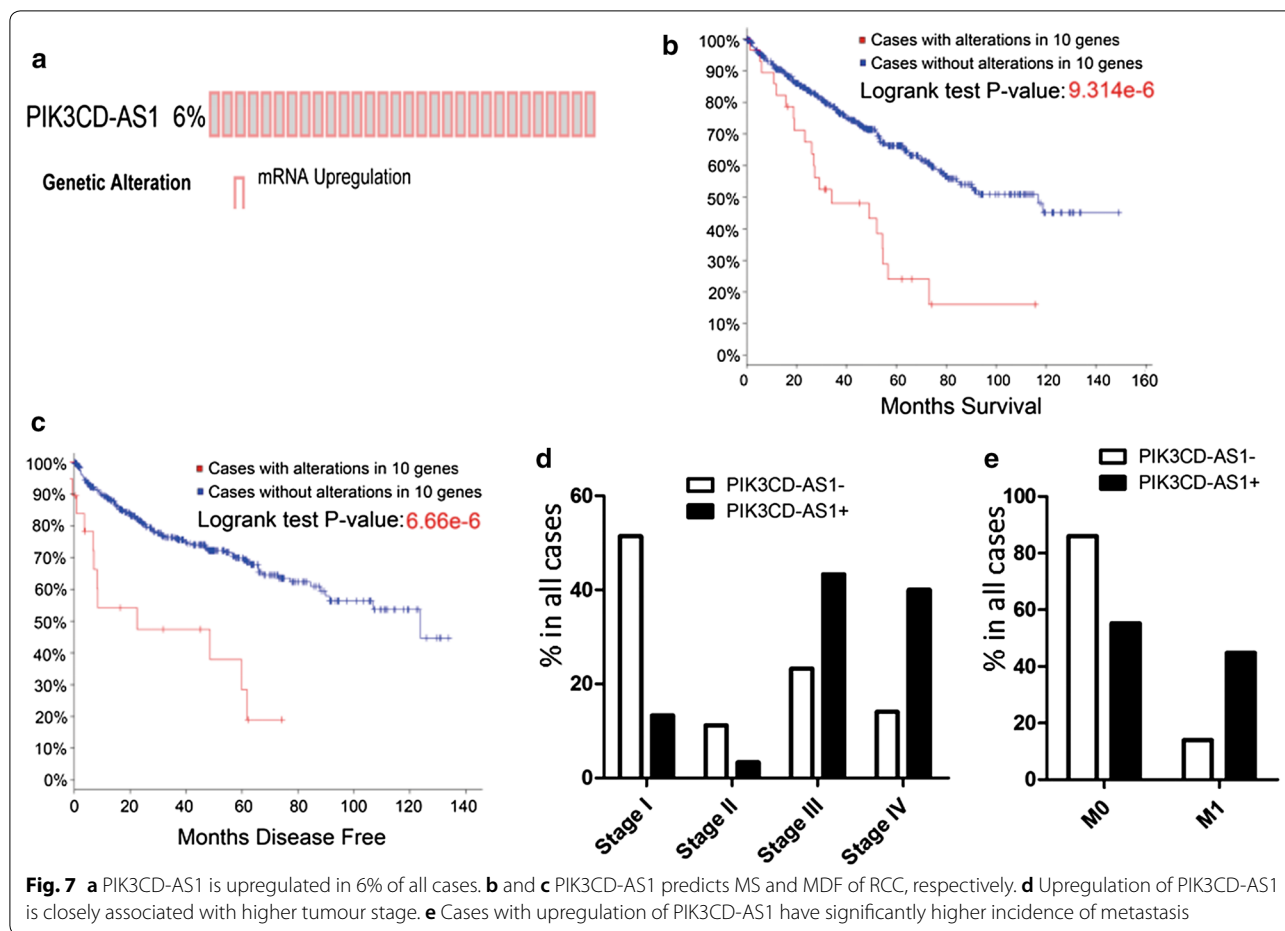 a
PIK3CD-AS1 6%
Genetic Alteration
mRNA Upregulation
b
100%
90%
80%
70%
60%
50%
40%
30%
20%
10%
0%
Cases with alterations in 10 genes
Cases without alterations in 10 genes
Logrank test P-value: 9.314e-6
0 20 40 60 80 100 120 140 160
Months Survival
c
100%
90%
80%
70%
60%
50%
40%
30%
20%
10%
0%
Cases with alterations in 10 genes
Cases without alterations in 10 genes
Logrank test P-value: 6.66e-6
0 20 40 60 80 100 120 140
Months Disease Free
d
PIK3CD-AS1-
PIK3CD-AS1+
% in all cases
60
40
20
0
Stage I Stage II Stage III Stage IV
e
PIK3CD-AS1-
PIK3CD-AS1+
% in all cases
100
80
60
40
20
0
M0 M1
Fig. 7 a PIK3CD-AS1 is upregulated in 6% of all cases. b and c PIK3CD-AS1 predicts MS and MDF of RCC, respectively. d Upregulation of PIK3CD-AS1
is closely associated with higher tumour stage. e Cases with upregulation of PIK3CD-AS1 have significantly higher incidence of metastasis